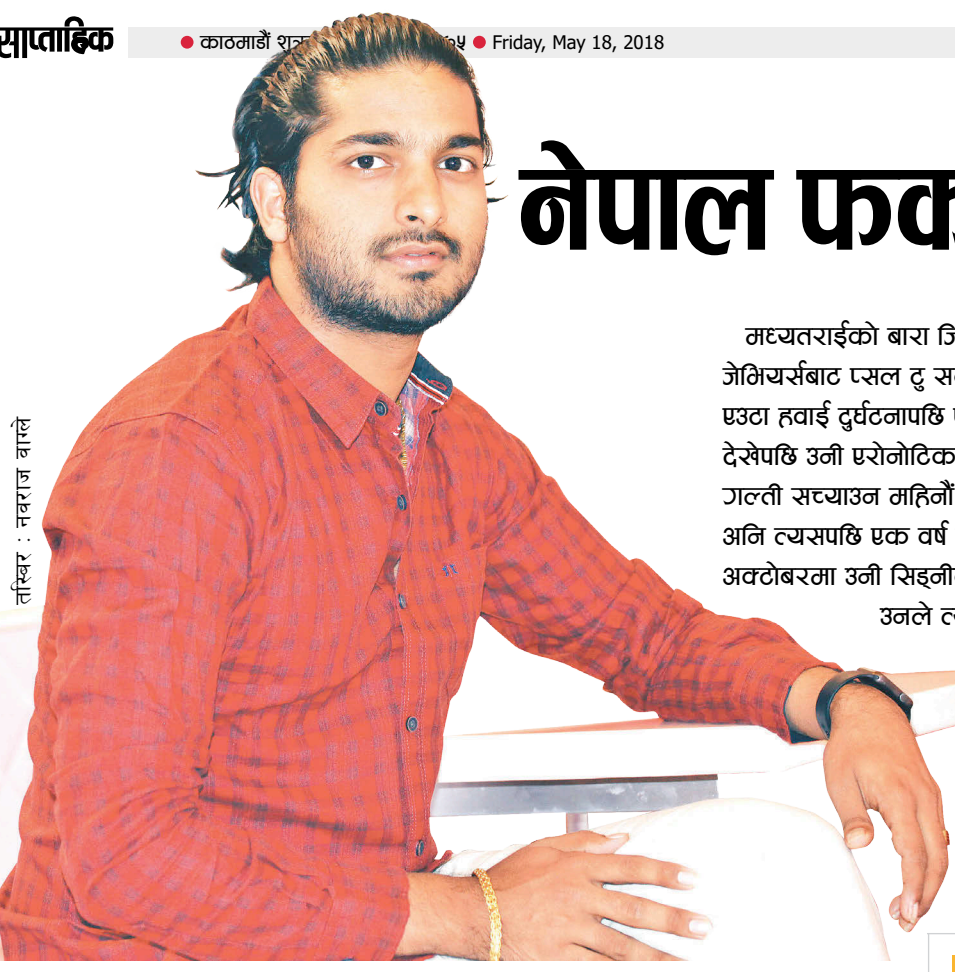 साप्ताहिक
● काठमाडौं ● Friday, May 18, 2018
नेपाल
मध्यतराईको बारा
जेभियर्सबाट प्सल टु
एउटा हवाई दुर्घटनापछि
देखेपछि उनी
गल्ती सच्याउन महिनौं
अनि त्यसपछि एक वर्ष
अक्टोबरमा उनी
उनले
तस्बिर : नवराज वाग्ले